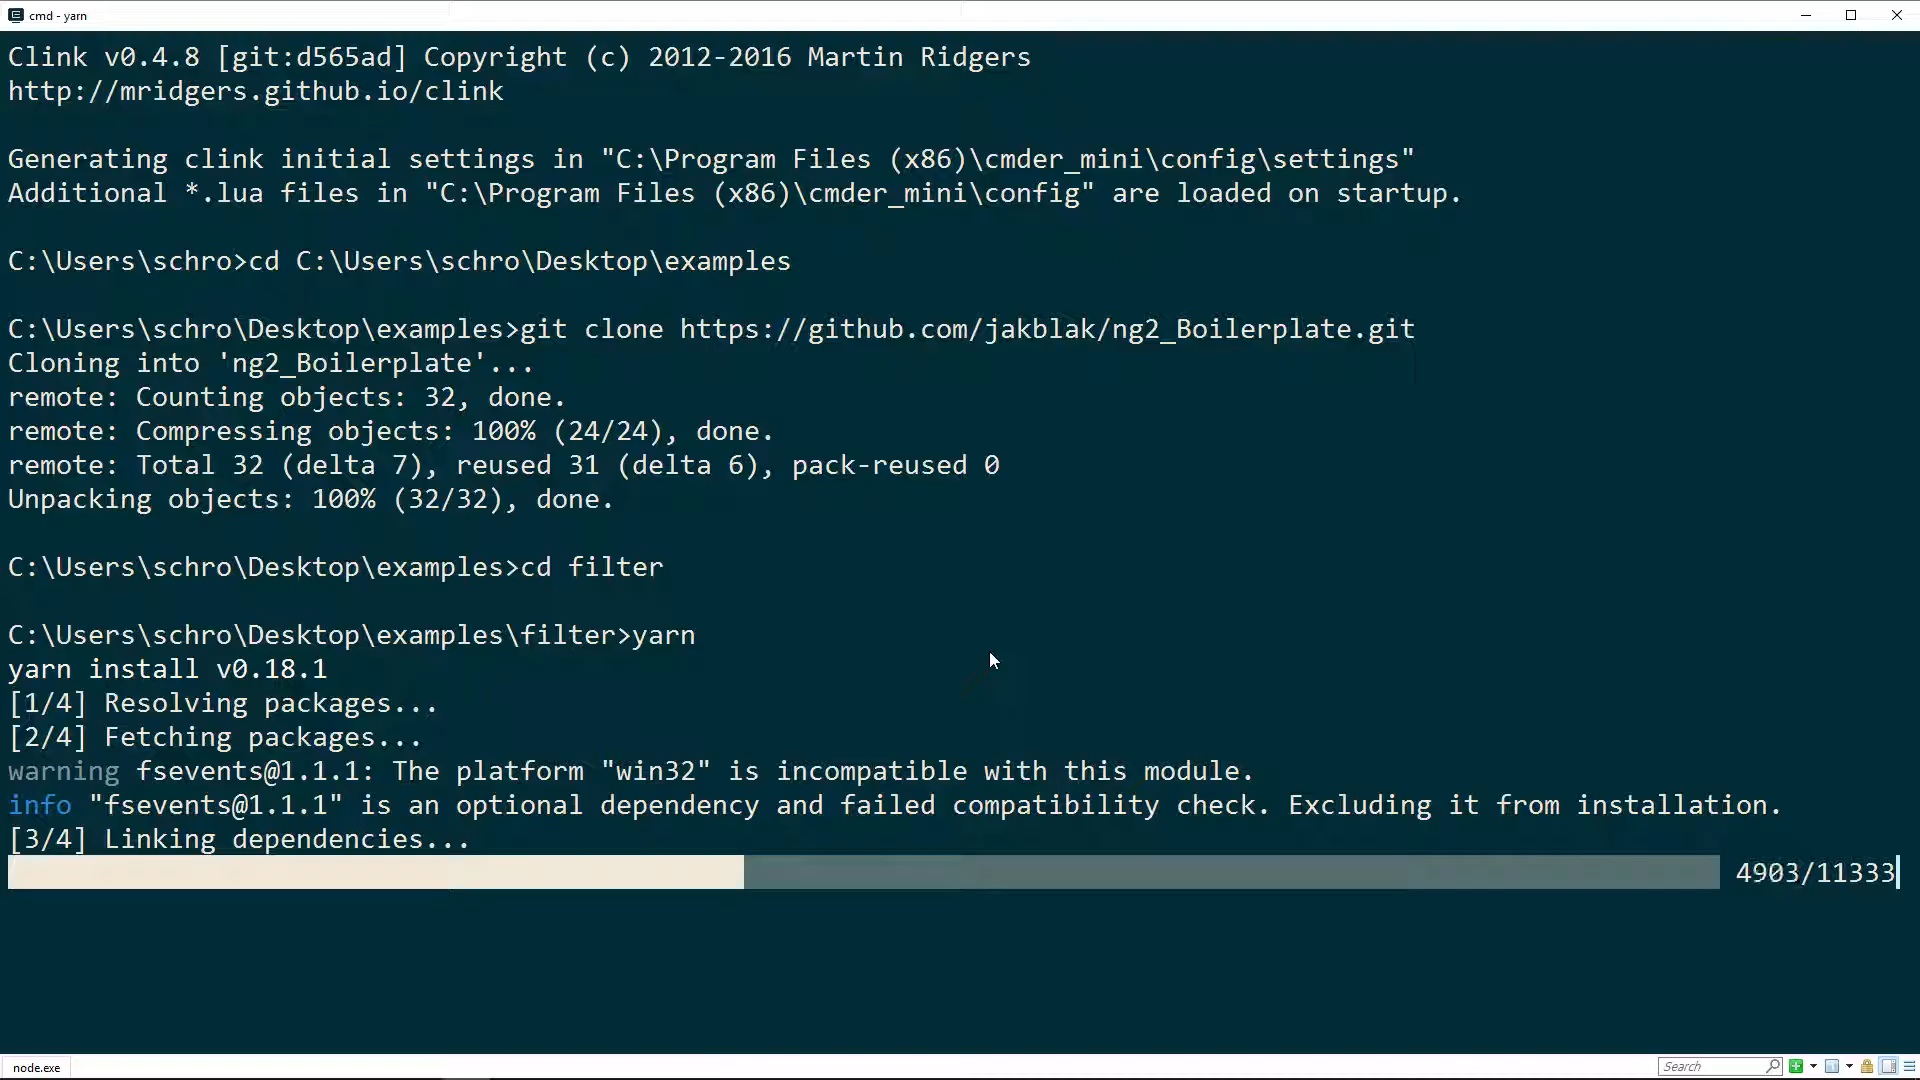 cmd - yarn
Clink v0.4.8 [git:d565ad] Copyright (c) 2012-2016 Martin Ridgers
http://mridgers.github.io/clink
Generating clink initial settings in "C:\Program Files (x86)\cmder_mini\config\settings"
Additional *.lua files in "C:\Program Files (x86)\cmder_mini\config" are loaded on startup.
C:\Users\schro>cd C:\Users\schro\Desktop\examples
C:\Users\schro\Desktop\examples>git clone https://github.com/jakblak/ng2_Boilerplate.git
Cloning into 'ng2_Boilerplate'...
remote: Counting objects: 32, done.
remote: Compressing objects: 100% (24/24), done.
remote: Total 32 (delta 7), reused 31 (delta 6), pack-reused 0
Unpacking objects: 100% (32/32), done.
C:\Users\schro\Desktop\examples>cd filter
C:\Users\schro\Desktop\examples\filter>yarn
yarn install v0.18.1
[1/4] Resolving packages...
[2/4] Fetching packages...
warning fsevents@1.1.1: The platform "win32" is incompatible with this module.
info "fsevents@1.1.1" is an optional dependency and failed compatibility check. Excluding it from installation.
[3/4] Linking dependencies...
4903/11333
node.exe
Search